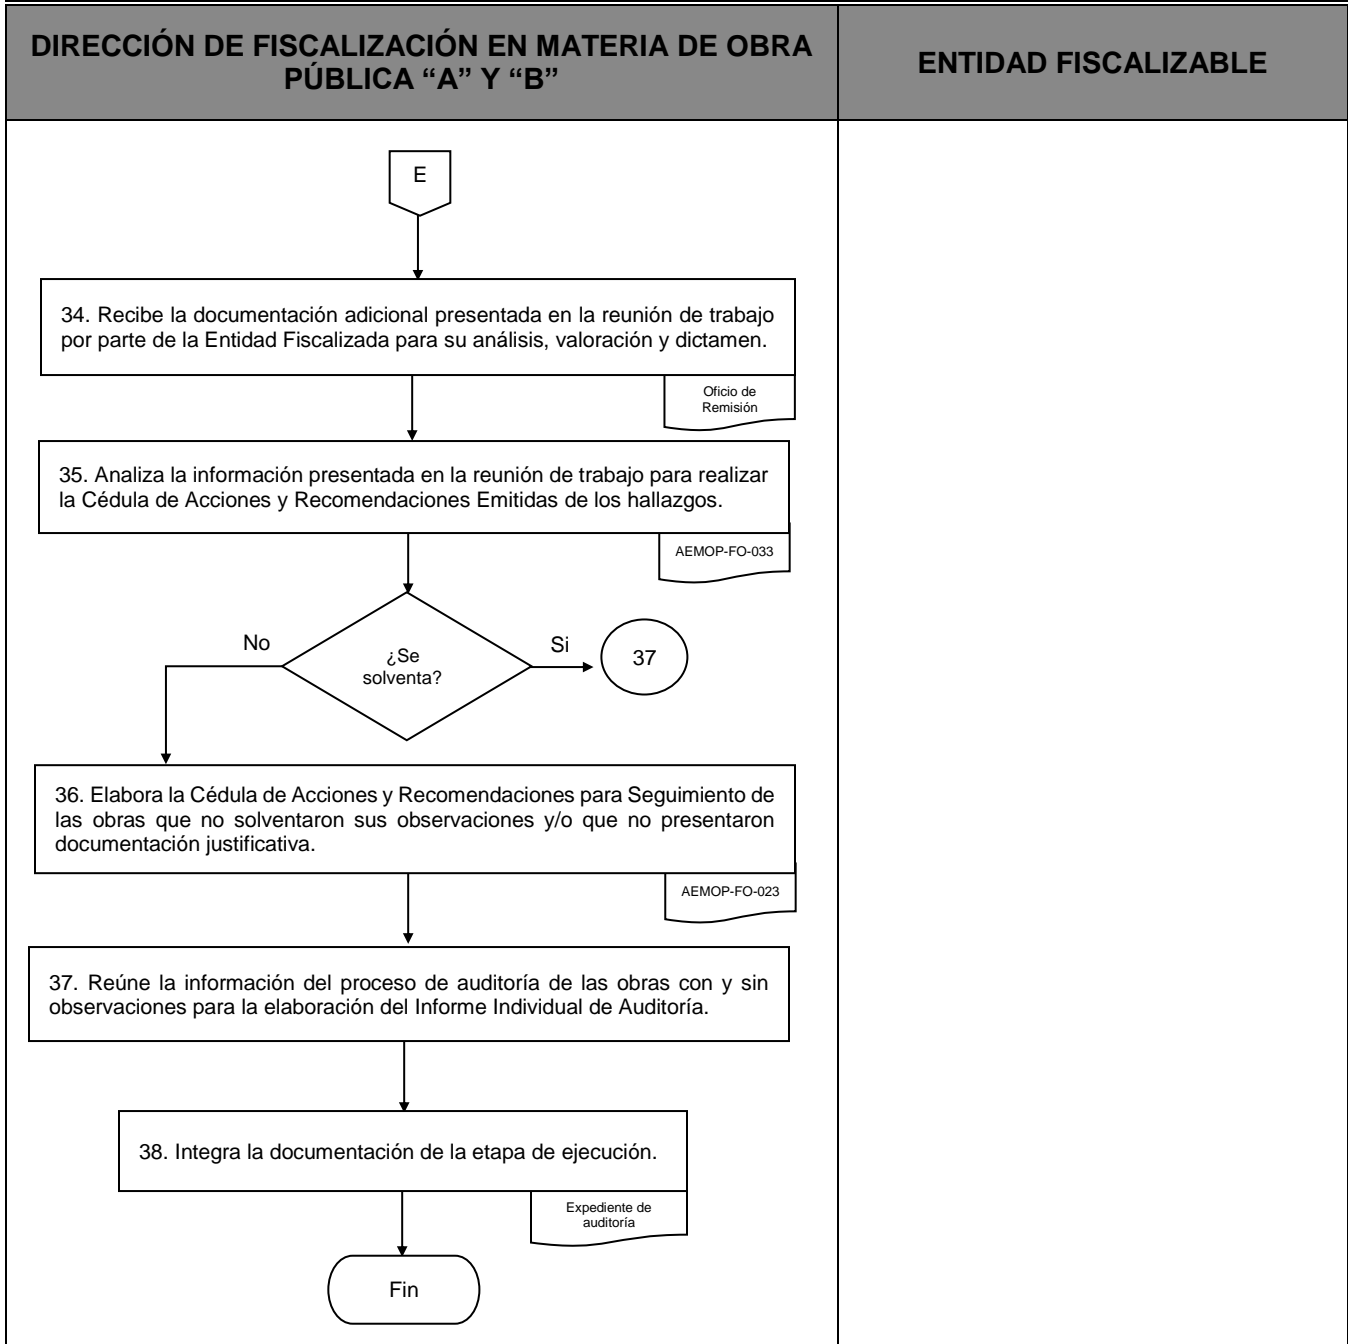 DIRECCIÓN DE FISCALIZACIÓN EN MATERIA DE OBRA
PÚBLICA “A” Y “B”
ENTIDAD FISCALIZABLE
E
34. Recibe la documentación adicional presentada en la reunión de trabajo
por parte de la Entidad Fiscalizada para su análisis, valoración y dictamen.
Oficio de
Remisión
35. Analiza la información presentada en la reunión de trabajo para realizar
la Cédula de Acciones y Recomendaciones Emitidas de los hallazgos.
AEMOP-FO-033
No
¿Se
solventa?
Si
37
36. Elabora la Cédula de Acciones y Recomendaciones para Seguimiento de
las obras que no solventaron sus observaciones y/o que no presentaron
documentación justificativa.
AEMOP-FO-023
37. Reúne la información del proceso de auditoría de las obras con y sin
observaciones para la elaboración del Informe Individual de Auditoría.
38. Integra la documentación de la etapa de ejecución.
Expediente de
auditoría
Fin